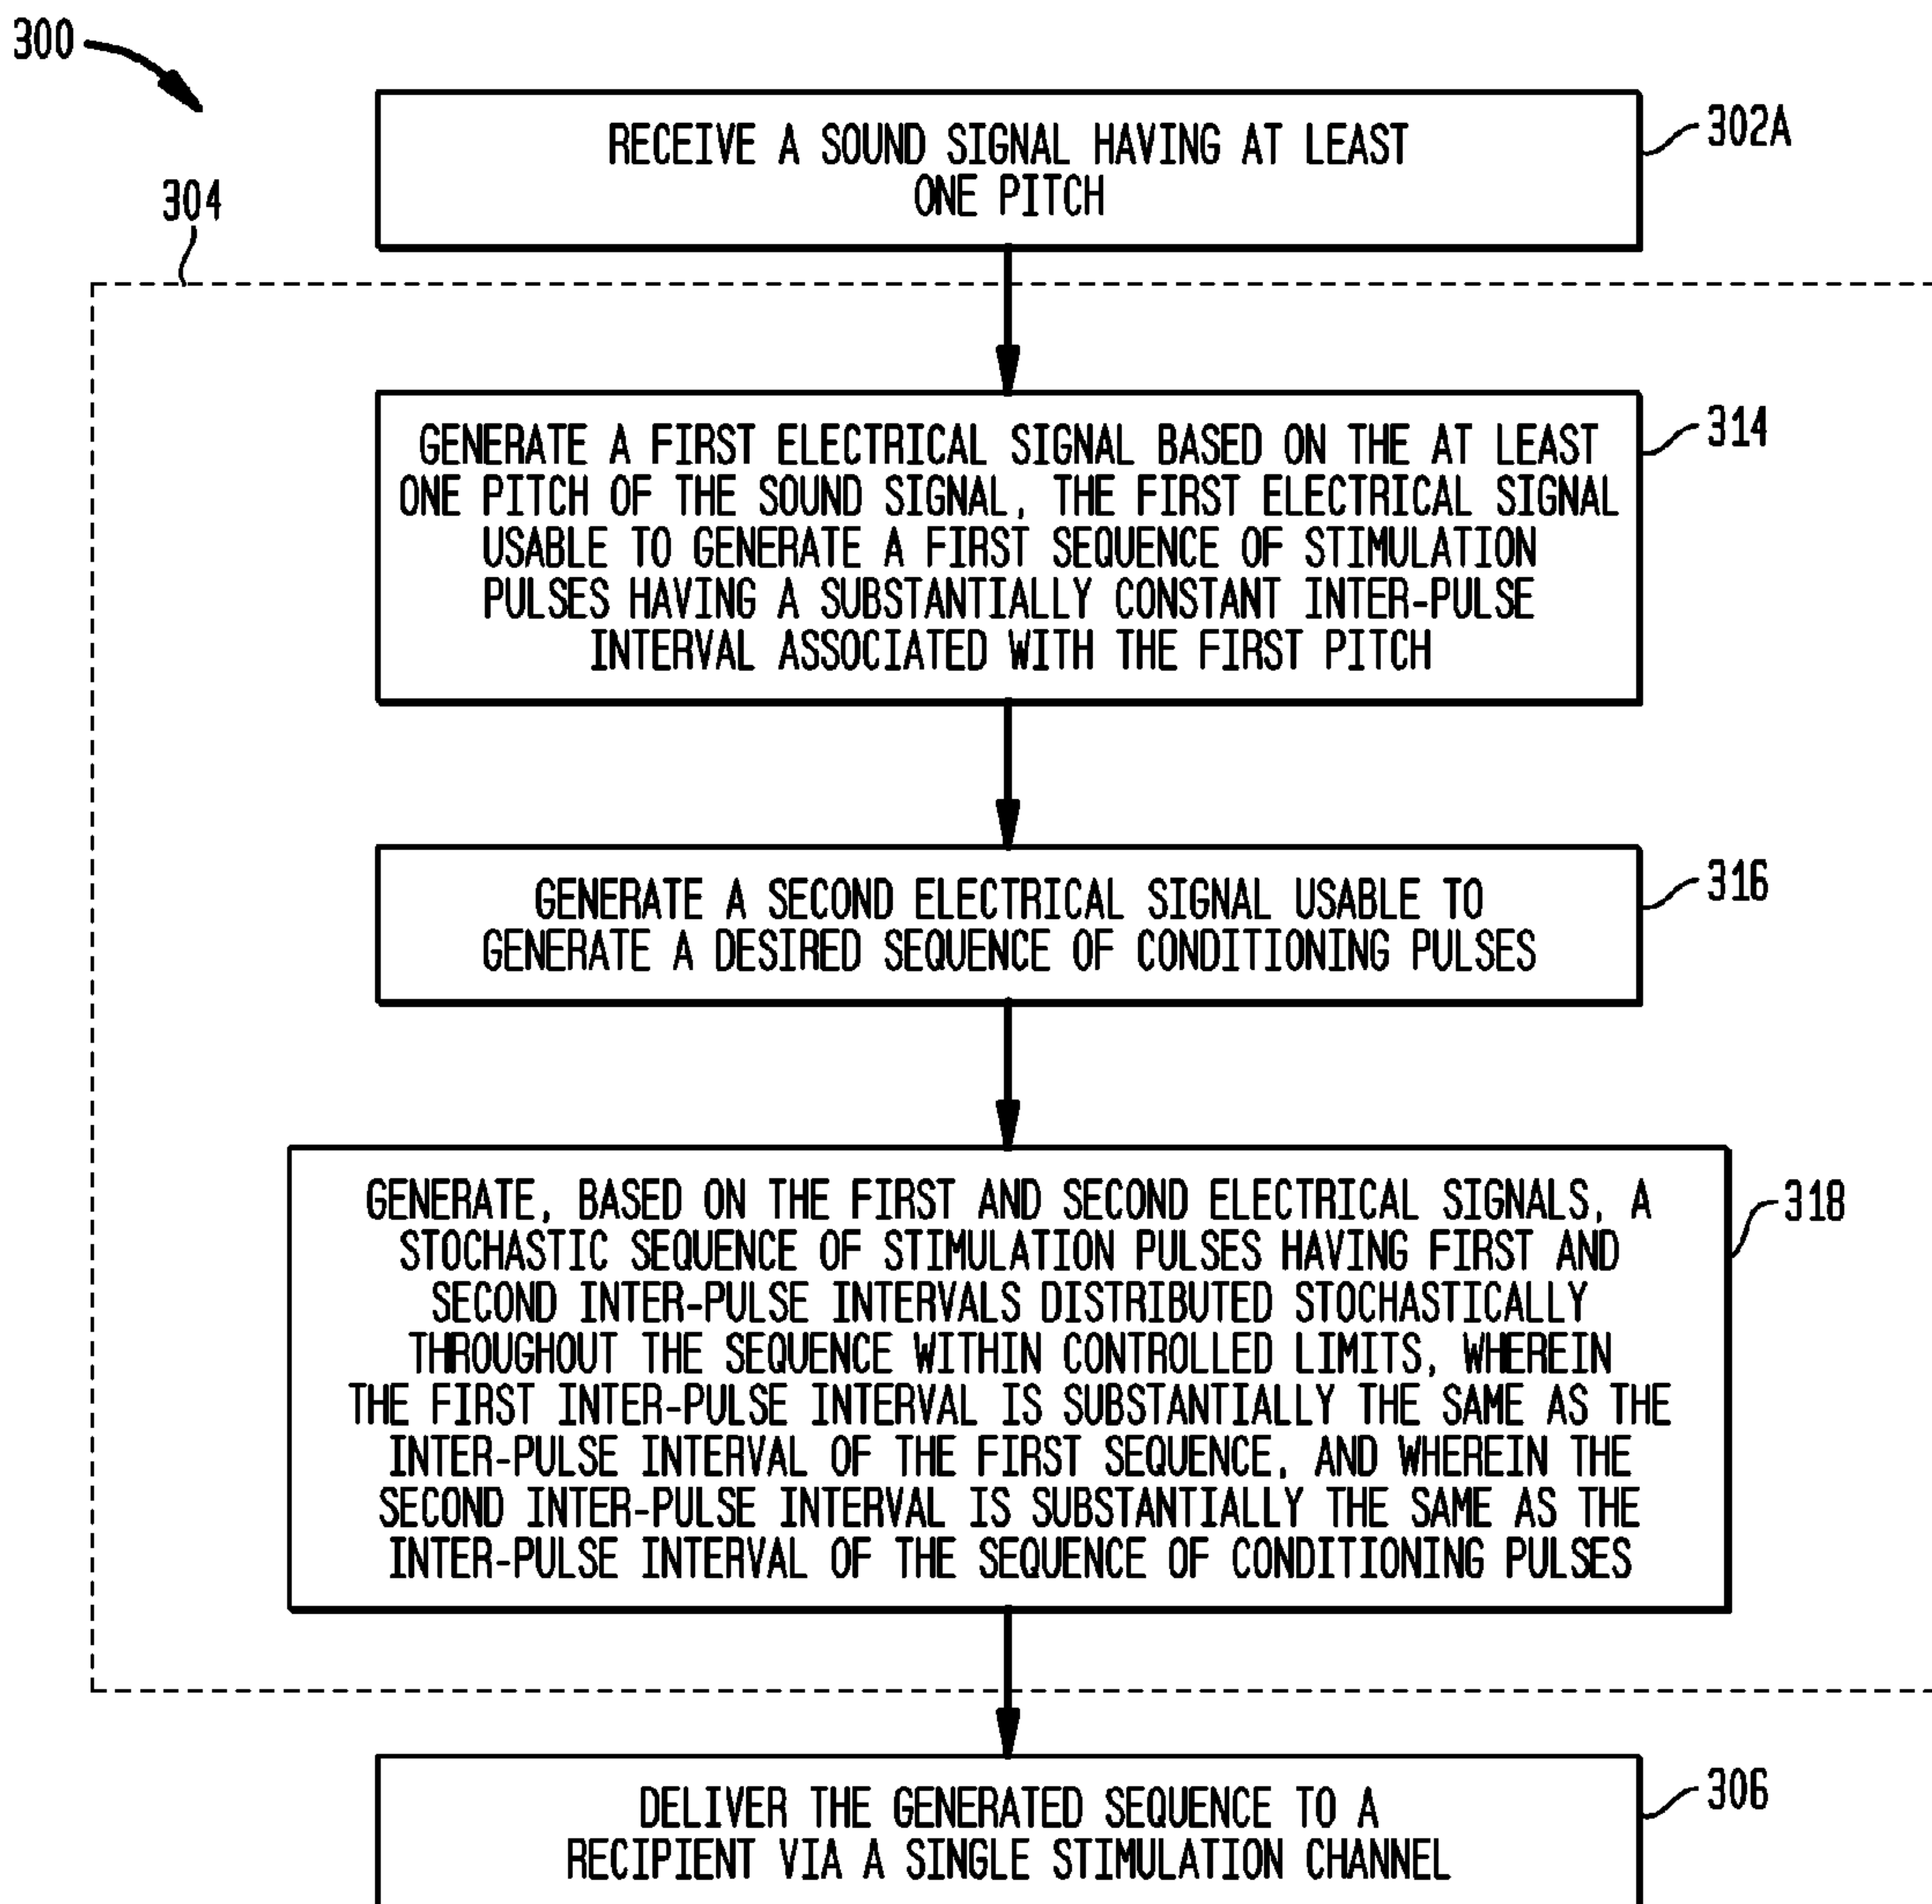 300
302A
RECEIVE A SOUND SIGNAL HAVING AT LEAST
ONE PITCH
304
314
GENERATE A FIRST ELECTRICAL SIGNAL BASED ON THE AT LEAST
ONE PITCH OF THE SOUND SIGNAL, THE FIRST ELECTRICAL SIGNAL
USABLE TO GENERATE A FIRST SEQUENCE OF STIMULATION
PULSES HAVING A SUBSTANTIALLY CONSTANT INTER-PULSE
INTERVAL ASSOCIATED WITH THE FIRST PITCH
316
GENERATE A SECOND ELECTRICAL SIGNAL USABLE TO
GENERATE A DESIRED SEQUENCE OF CONDITIONING PULSES
318
GENERATE, BASED ON THE FIRST AND SECOND ELECTRICAL SIGNALS, A
STOCHASTIC SEQUENCE OF STIMULATION PULSES HAVING FIRST AND
SECOND INTER-PULSE INTERVALS DISTRIBUTED STOCHASTICALLY
THROUGHOUT THE SEQUENCE WITHIN CONTROLLED LIMITS, WHEREIN
THE FIRST INTER-PULSE INTERVAL IS SUBSTANTIALLY THE SAME AS THE
INTER-PULSE INTERVAL OF THE FIRST SEQUENCE, AND WHEREIN THE
SECOND INTER-PULSE INTERVAL IS SUBSTANTIALLY THE SAME AS THE
INTER-PULSE INTERVAL OF THE SEQUENCE OF CONDITIONING PULSES
306
DELIVER THE GENERATED SEQUENCE TO A
RECIPIENT VIA A SINGLE STIMULATION CHANNEL